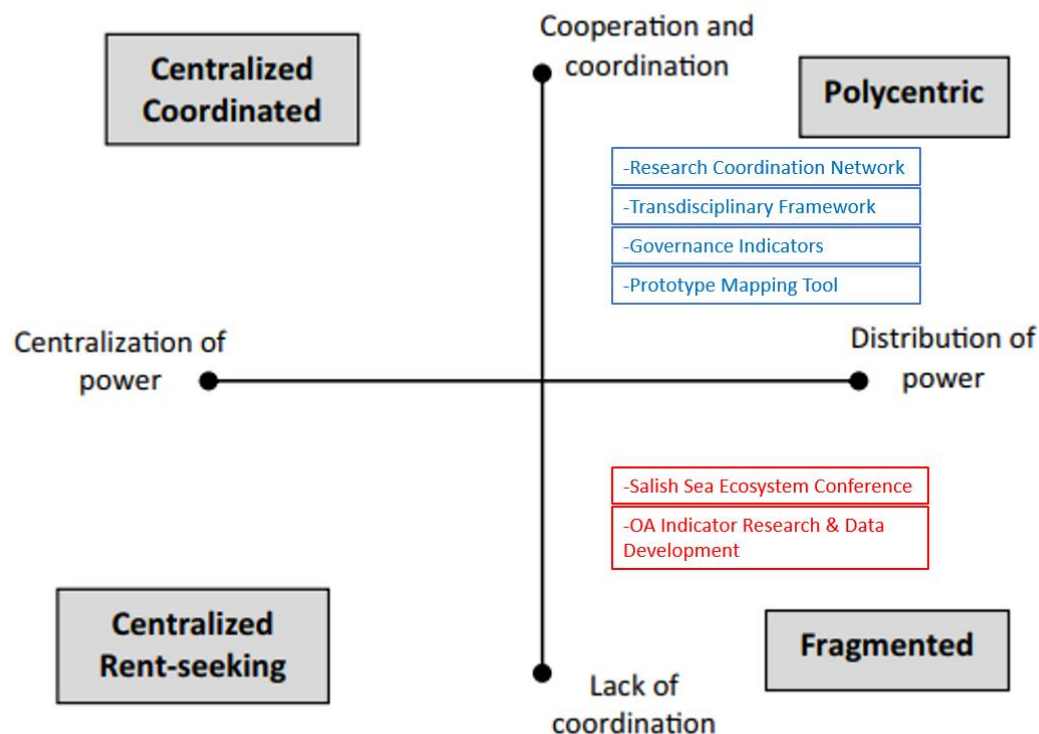 Cooperation and
coordination
Centralized
Coordinated
Polycentric
-Research Coordination Network
-Transdisciplinary Framework
-Governance Indicators
-Prototype Mapping Tool
Centralization of
power
Distribution of
power
-Salish Sea Ecosystem Conference
-OA Indicator Research & Data
Development
Centralized
Rent-seeking
Fragmented
Lack of
coordination